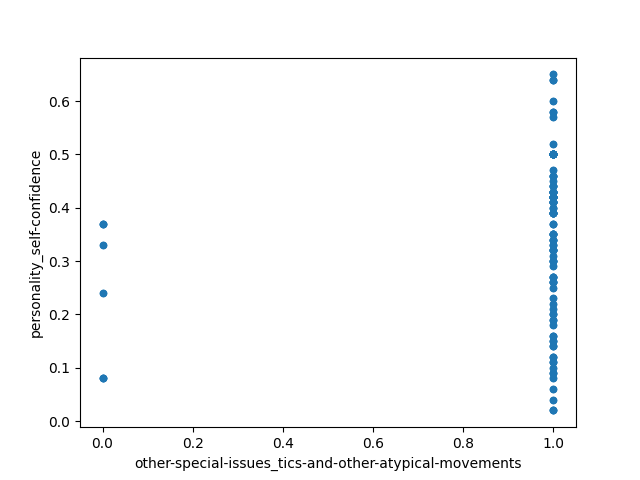 0.6
0.5
0.4
0.3
0.2
0.1
0.0
personality_self-confidence
0.0 0.2 0.4 0.6 0.8 1.0
other-special-issues_tics-and-other-atypical-movements